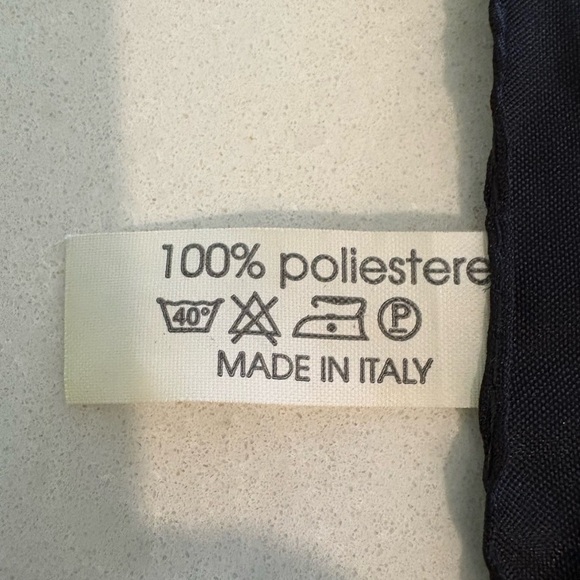 100% poliestere
40° P
MADE IN ITALY